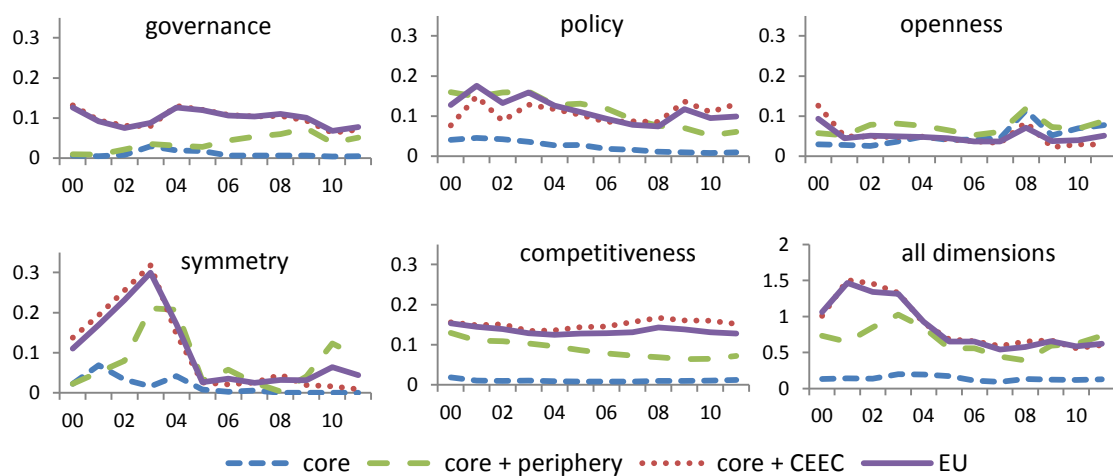 governance
0.3
0.2
0.1
0
00 02 04 06 08 10
policy
0.3
0.2
0.1
0
00 02 04 06 08 10
openness
0.3
0.2
0.1
0
00 02 04 06 08 10
symmetry
0.3
0.2
0.1
0
00 02 04 06 08 10
competitiveness
0.3
0.2
0.1
0
00 02 04 06 08 10
all dimensions
2
1.5
1
0.5
0
00 02 04 06 08 10
core core + periphery core + CEEC EU